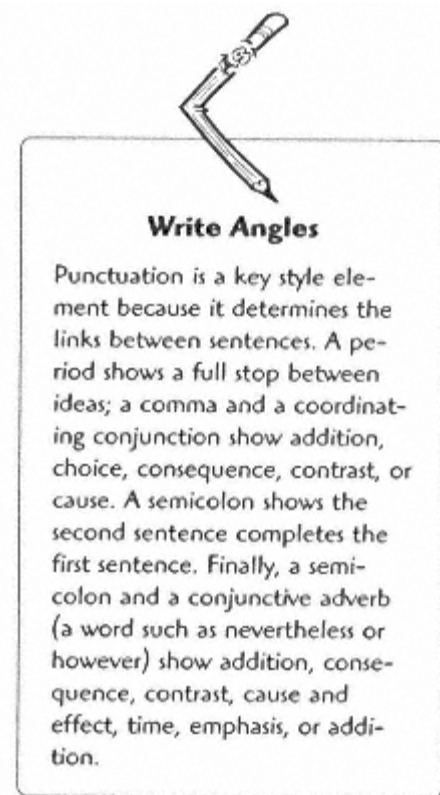 Write Angles
Punctuation is a key style ele-
ment because it determines the
links between sentences. A pe-
riod shows a full stop between
ideas; a comma and a coordinat-
ing conjunction show addition,
choice, consequence, contrast, or
cause. A semicolon shows the
second sentence completes the
first sentence. Finally, a semi-
colon and a conjunctive adverb
(a word such as nevertheless or
however) show addition, conse-
quence, contrast, cause and
effect, time, emphasis, or addi-
tion.